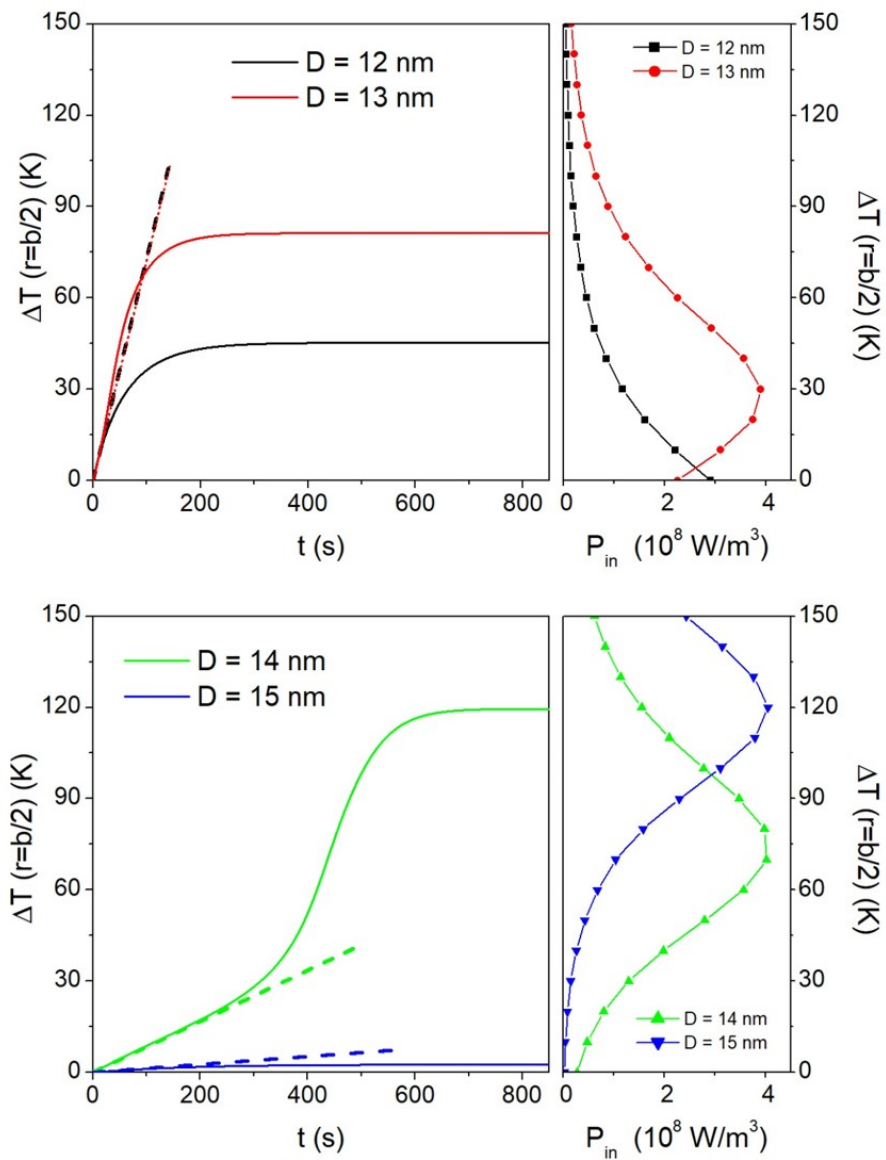 150
120
90
60
30
0
ΔT (r=b/2) (K)
D = 12 nm
D = 13 nm
0
200
400
600
800
t (s)
D = 12 nm
D = 13 nm
0
2
4
P_in (10^8 W/m^3)
150
120
90
60
30
0
ΔT (r=b/2) (K)
150
120
90
60
30
0
ΔT (r=b/2) (K)
D = 14 nm
D = 15 nm
0
200
400
600
800
t (s)
D = 14 nm
D = 15 nm
0
2
4
P_in (10^8 W/m^3)
150
120
90
60
30
0
ΔT (r=b/2) (K)